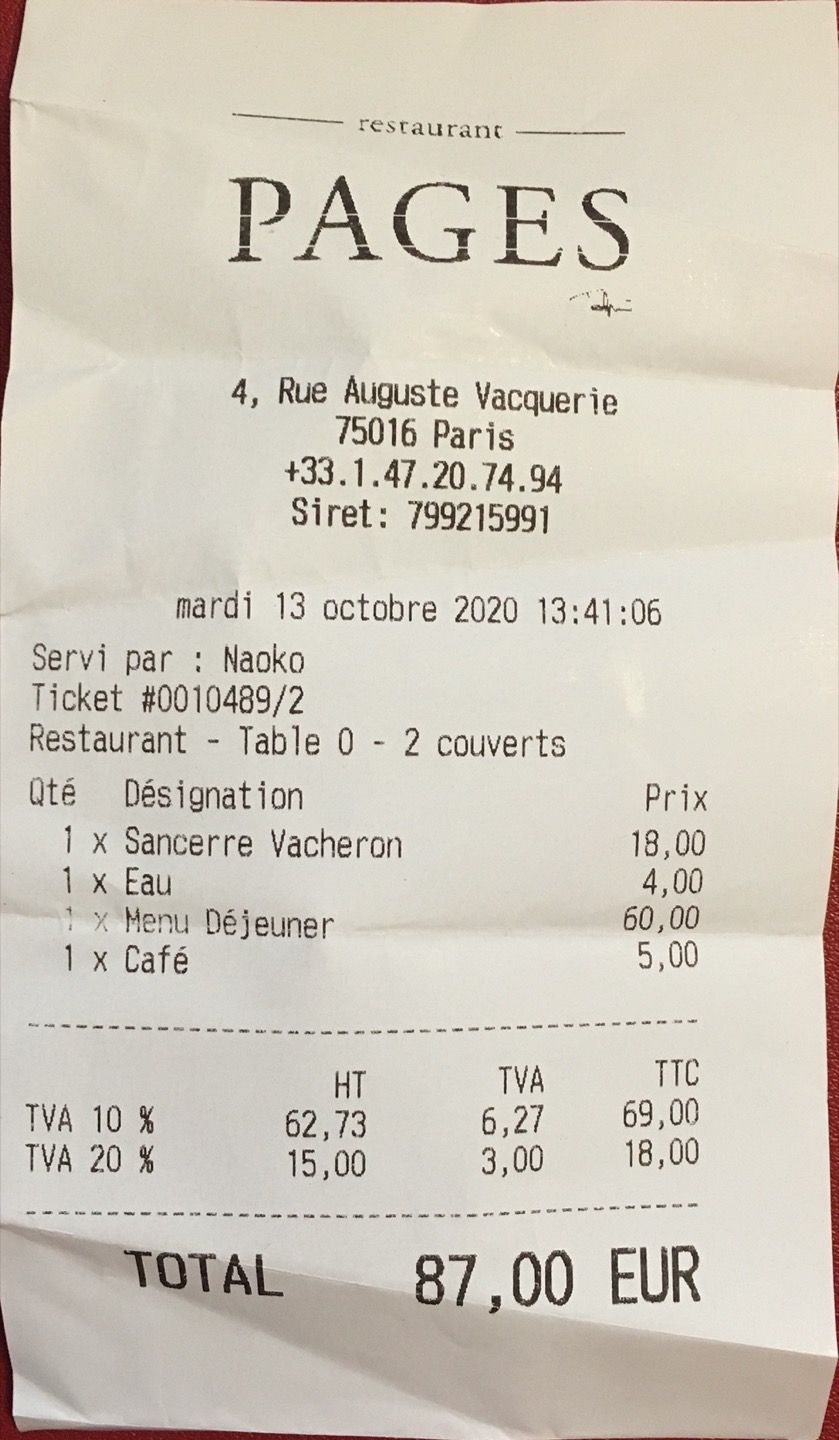 restaurant
PAGES
4, Rue Auguste Vacquerie
75016 Paris
+33.1.47.20.74.94
Siret: 799215991
mardi 13 octobre 2020 13:41:06
Servi par : Naoko
Ticket #0010489/2
Restaurant - Table 0 - 2 couverts
Qté Désignation Prix
1 x Sancerre Vacheron 18,00
1 x Eau 4,00
1 x Menu Déjeuner 60,00
1 x Café 5,00
HT TVA TTC
TVA 10 % 62,73 6,27 69,00
TVA 20 % 15,00 3,00 18,00
TOTAL 87,00 EUR